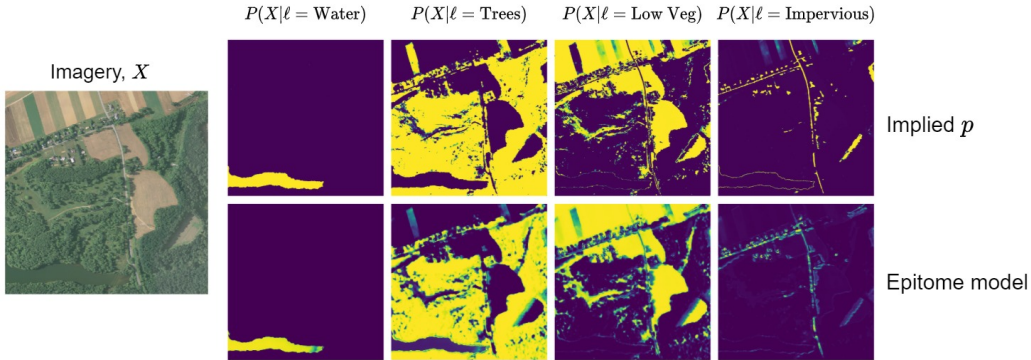 P(X|ℓ = Water)
P(X|ℓ = Trees)
P(X|ℓ = Low Veg)
P(X|ℓ = Impervious)
Imagery, X
Implied p
Epitome model